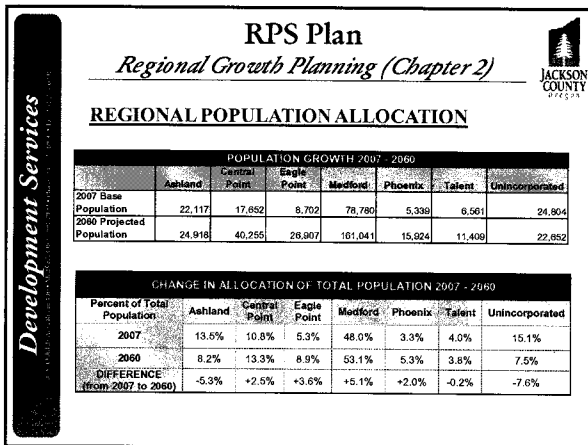 Development Services
RPS Plan
Regional Growth Planning (Chapter 2)
JACKSON
COUNTY
Oregon
REGIONAL POPULATION ALLOCATION
POPULATION GROWTH 2007 - 2060
Ashland Central Point Eagle Point Medford Phoenix Talent Unincorporated
2007 Base Population 22,117 17,652 8,702 78,780 5,339 6,561 24,804
2060 Projected Population 24,918 40,255 26,907 161,041 15,924 11,409 22,652
CHANGE IN ALLOCATION OF TOTAL POPULATION 2007 - 2060
Percent of Total Population Ashland Central Point Eagle Point Medford Phoenix Talent Unincorporated
2007 13.5% 10.8% 5.3% 48.0% 3.3% 4.0% 15.1%
2060 8.2% 13.3% 8.9% 53.1% 5.3% 3.8% 7.5%
DIFFERENCE (from 2007 to 2060) -5.3% +2.5% +3.6% +5.1% +2.0% -0.2% -7.6%